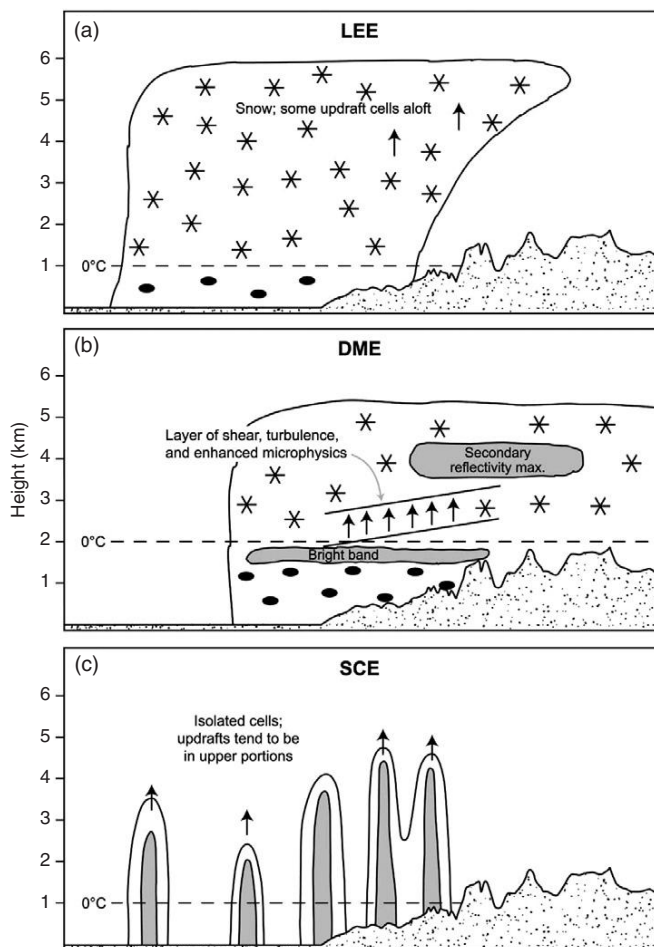 (a)
LEE
6
5
Snow; some updraft cells aloft
4
3
2
1
0°C
(b)
DME
6
5
Layer of shear, turbulence,
and enhanced microphysics
Secondary
reflectivity max.
4
3
2
0°C
Bright band
1
Height (km)
(c)
SCE
6
Isolated cells;
updrafts tend to be
in upper portions
5
4
3
2
1
0°C